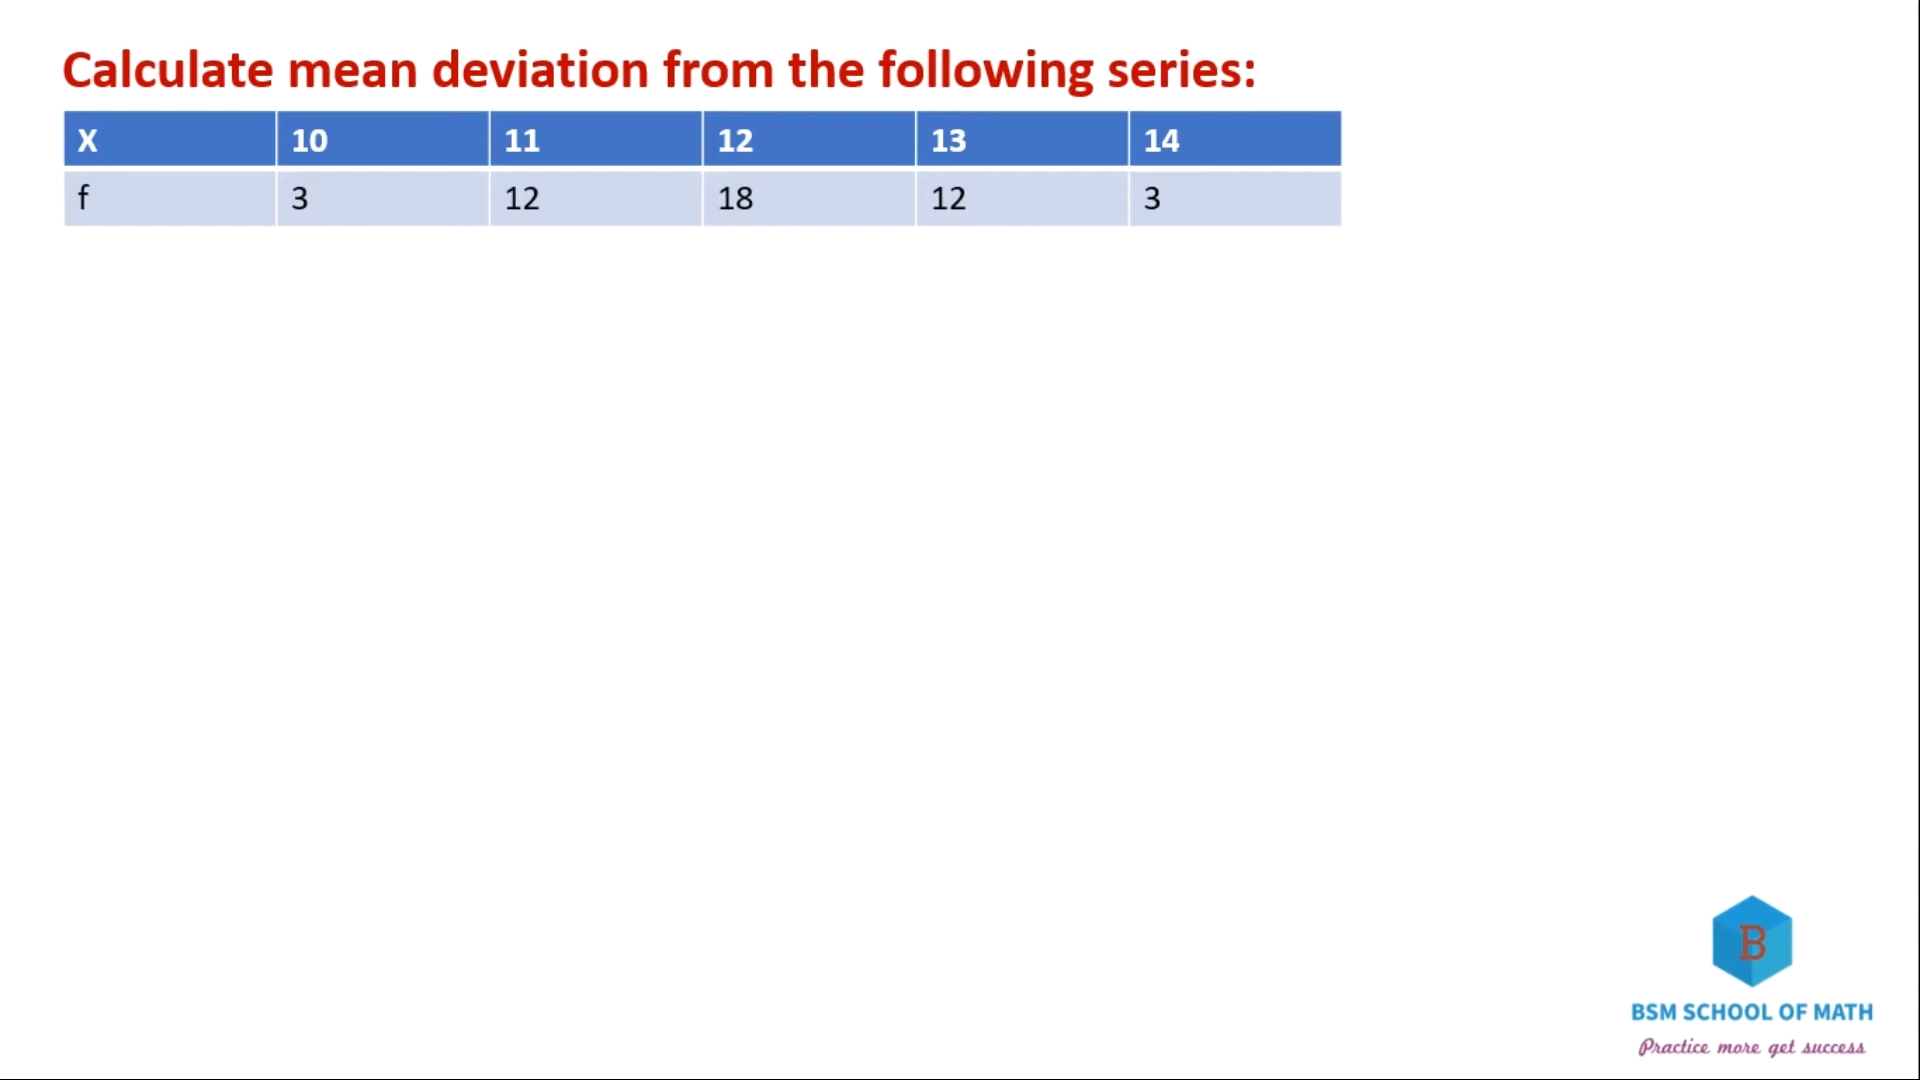 Calculate mean deviation from the following series:
X 10 11 12 13 14
f 3 12 18 12 3
B
BSM SCHOOL OF MATH
Practice more get success